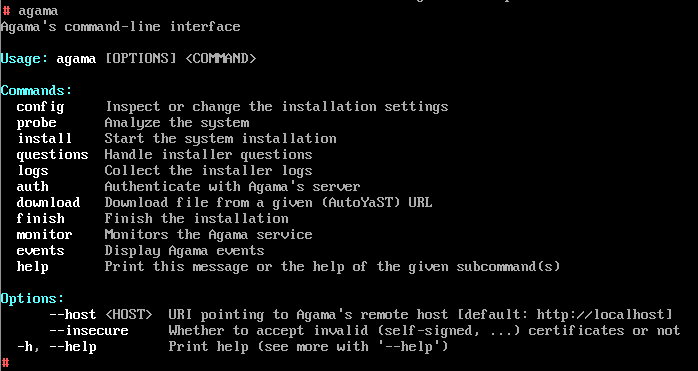 # agama
Agama's command-line interface
Usage: agama [OPTIONS] <COMMAND>
Commands:
config Inspect or change the installation settings
probe Analyze the system
install Start the system installation
questions Handle installer questions
logs Collect the installer logs
auth Authenticate with Agama's server
download Download file from a given (AutoYaST) URL
finish Finish the installation
monitor Monitors the Agama service
events Display Agama events
help Print this message or the help of the given subcommand(s)
Options:
--host <HOST> URI pointing to Agama's remote host [default: http://localhost]
--insecure Whether to accept invalid (self-signed, ...) certificates or not
-h, --help Print help (see more with '--help')
#